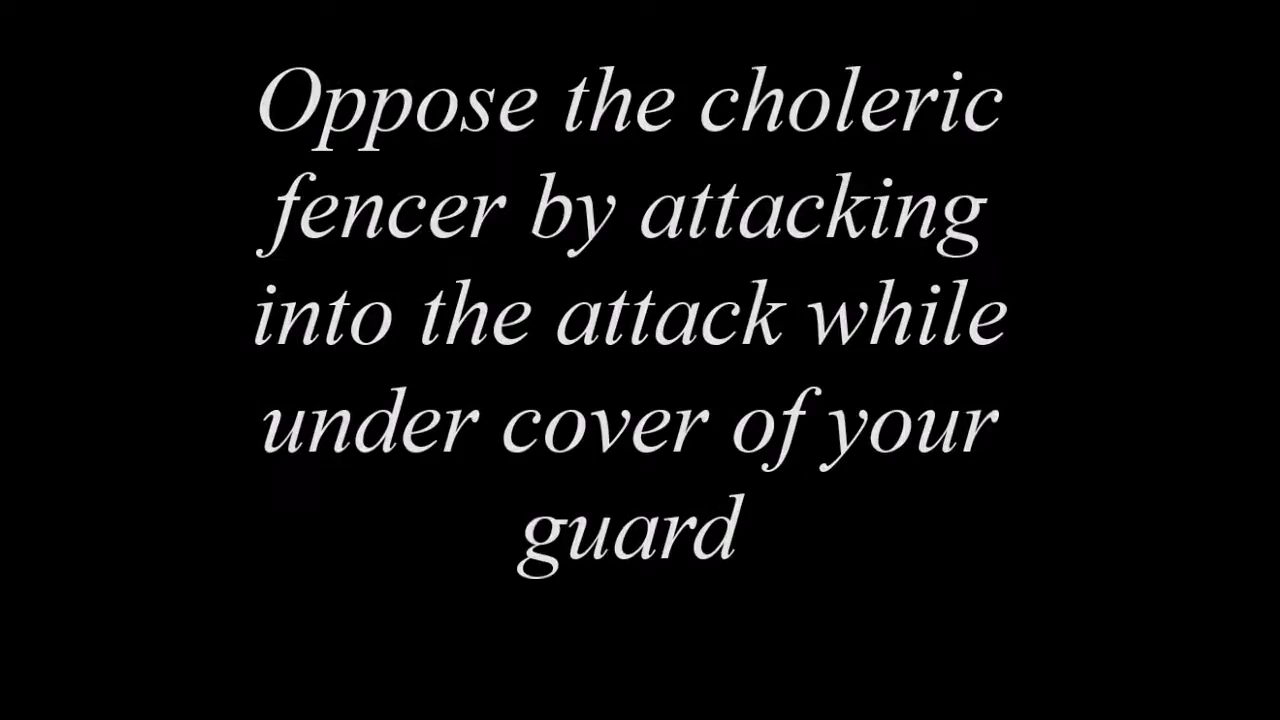 Oppose the choleric
fencer by attacking
into the attack while
under cover of your
guard